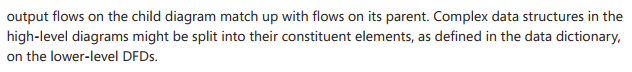 output flows on the child diagram match up with flows on its parent. Complex data structures in the
high-level diagrams might be split into their constituent elements, as defined in the data dictionary,
on the lower-level DFDs.